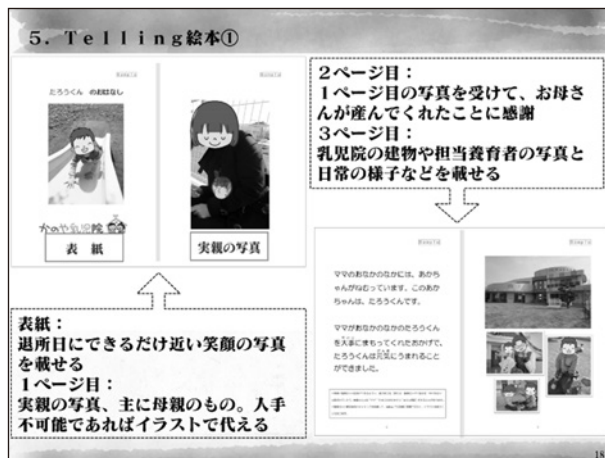 5．Telling絵本①
Sample
たろうくん のおはなし
かのや乳児院
表 紙
Sample
実親の写真
2ページ目：
1ページ目の写真を受けて、お母さ
んが産んでくれたことに感謝
3ページ目：
乳児院の建物や担当養育者の写真と
日常の様子などを載せる
表紙：
退所日にできるだけ近い笑顔の写真
を載せる
1ページ目：
実親の写真、主に母親のもの。入手
不可能であればイラストで代える
Sample
ママのおなかのなかには、あかち
ゃんがねむっています。このあか
ちゃんは、たろうくんです。
ママがおなかのなかのたろうくん
を大事にまもってくれたおかげで、
たろうくんは元気にうまれること
ができました。
Sample
18